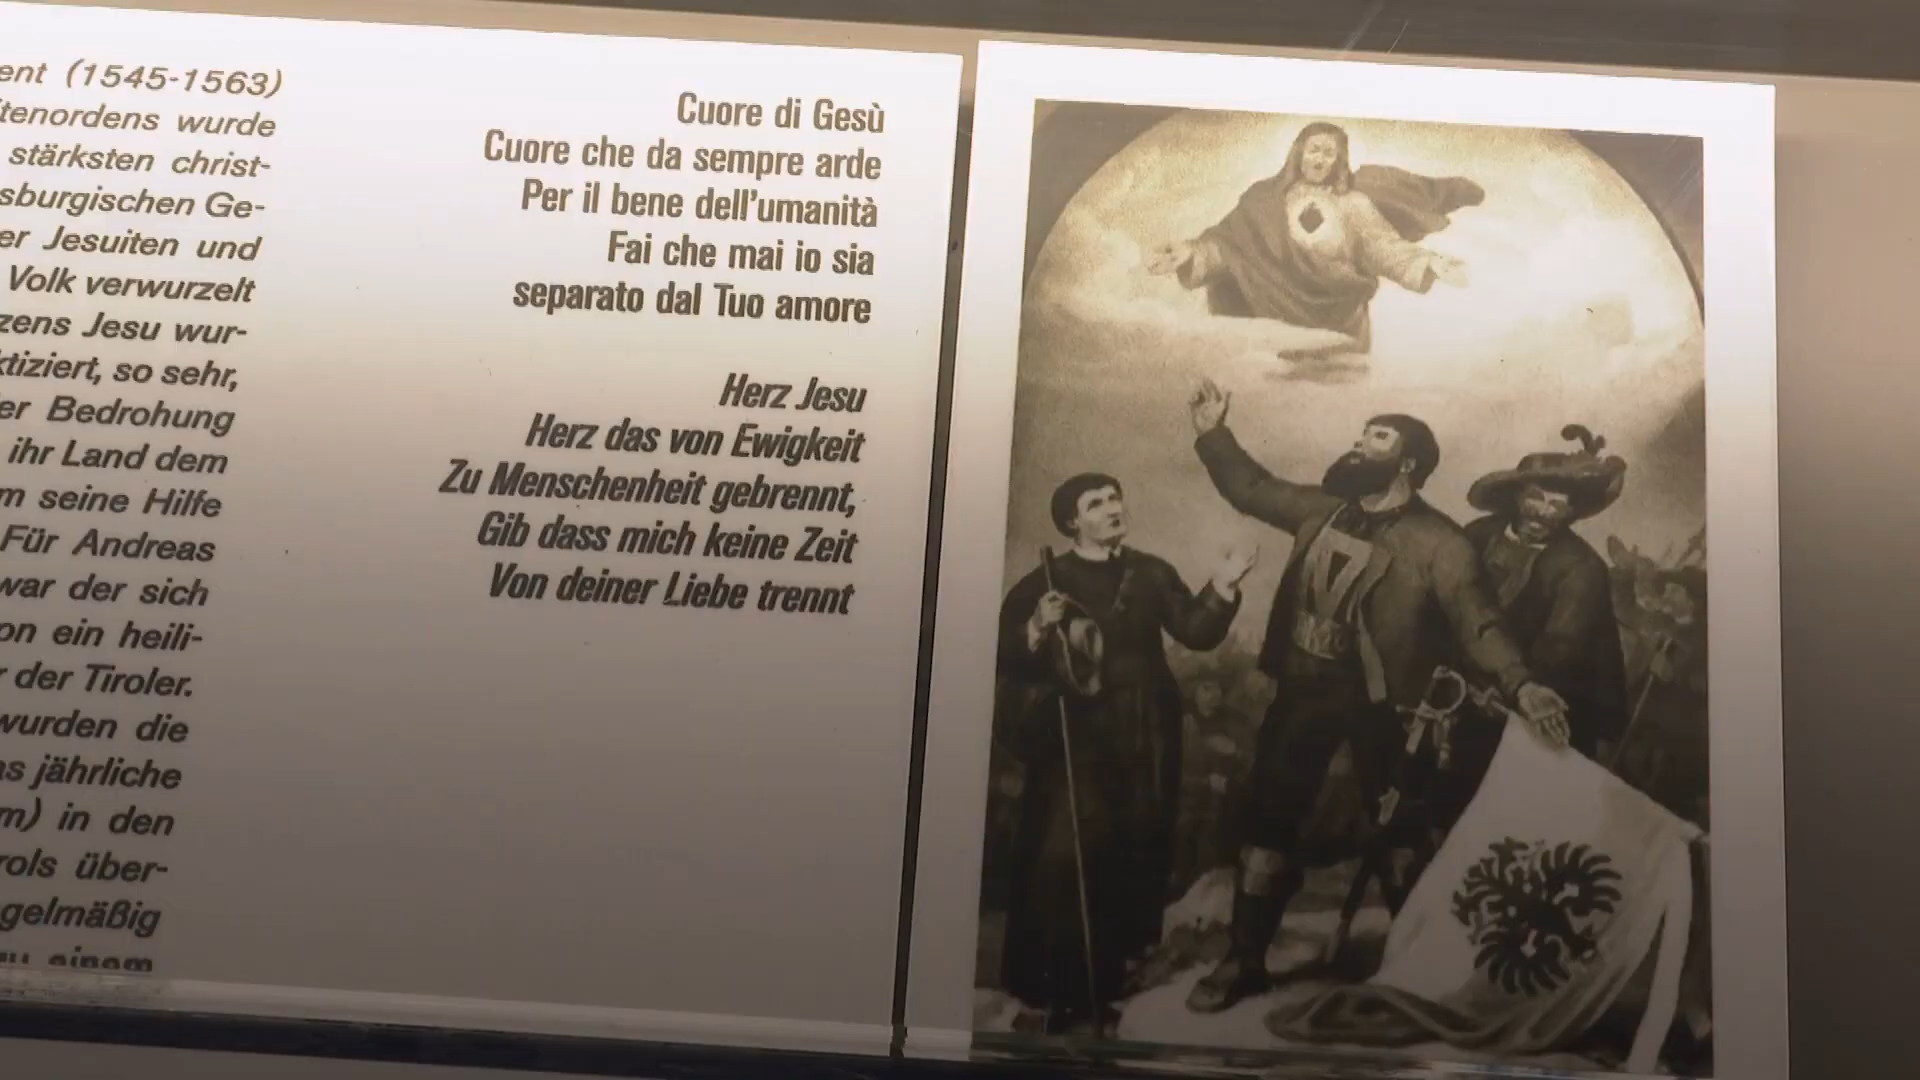 ent (1545-1563)
tenordens wurde
stärksten christ-
sburgischen Ge-
er Jesuiten und
Volk verwurzelt
zens Jesu wur-
ktiziert, so sehr,
er Bedrohung
ihr Land dem
m seine Hilfe
Für Andreas
war der sich
on ein heili-
r der Tiroler.
wurden die
as jährliche
m) in den
rols über-
gelmäßig
zu einem
Cuore di Gesù
Cuore che da sempre arde
Per il bene dell'umanità
Fai che mai io sia
separato dal Tuo amore
Herz Jesu
Herz das von Ewigkeit
Zu Menschenheit gebrennt,
Gib dass mich keine Zeit
Von deiner Liebe trennt